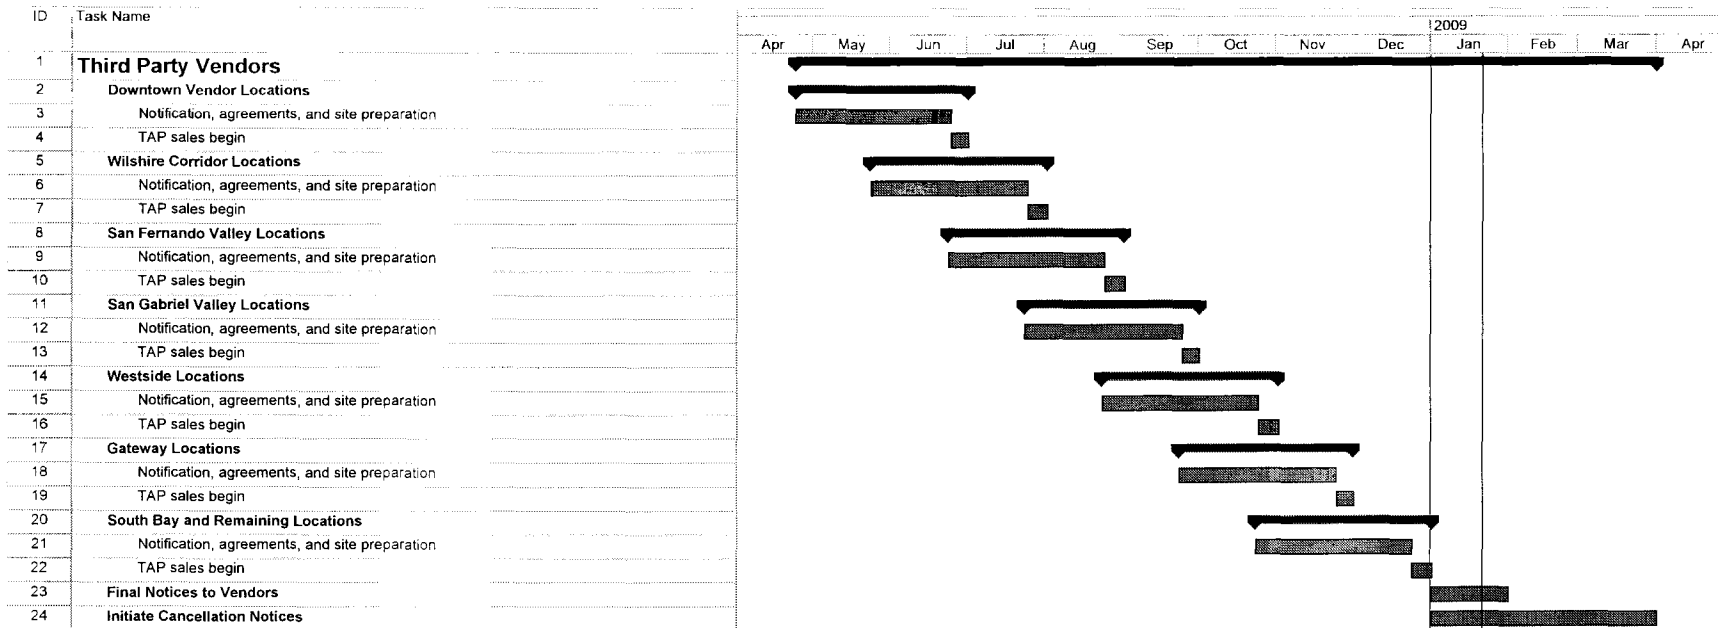 ID Task Name
2009
Apr May Jun Jul Aug Sep Oct Nov Dec Jan Feb Mar Apr
1 Third Party Vendors
2 Downtown Vendor Locations
3 Notification, agreements, and site preparation
4 TAP sales begin
5 Wilshire Corridor Locations
6 Notification, agreements, and site preparation
7 TAP sales begin
8 San Fernando Valley Locations
9 Notification, agreements, and site preparation
10 TAP sales begin
11 San Gabriel Valley Locations
12 Notification, agreements, and site preparation
13 TAP sales begin
14 Westside Locations
15 Notification, agreements, and site preparation
16 TAP sales begin
17 Gateway Locations
18 Notification, agreements, and site preparation
19 TAP sales begin
20 South Bay and Remaining Locations
21 Notification, agreements, and site preparation
22 TAP sales begin
23 Final Notices to Vendors
24 Initiate Cancellation Notices